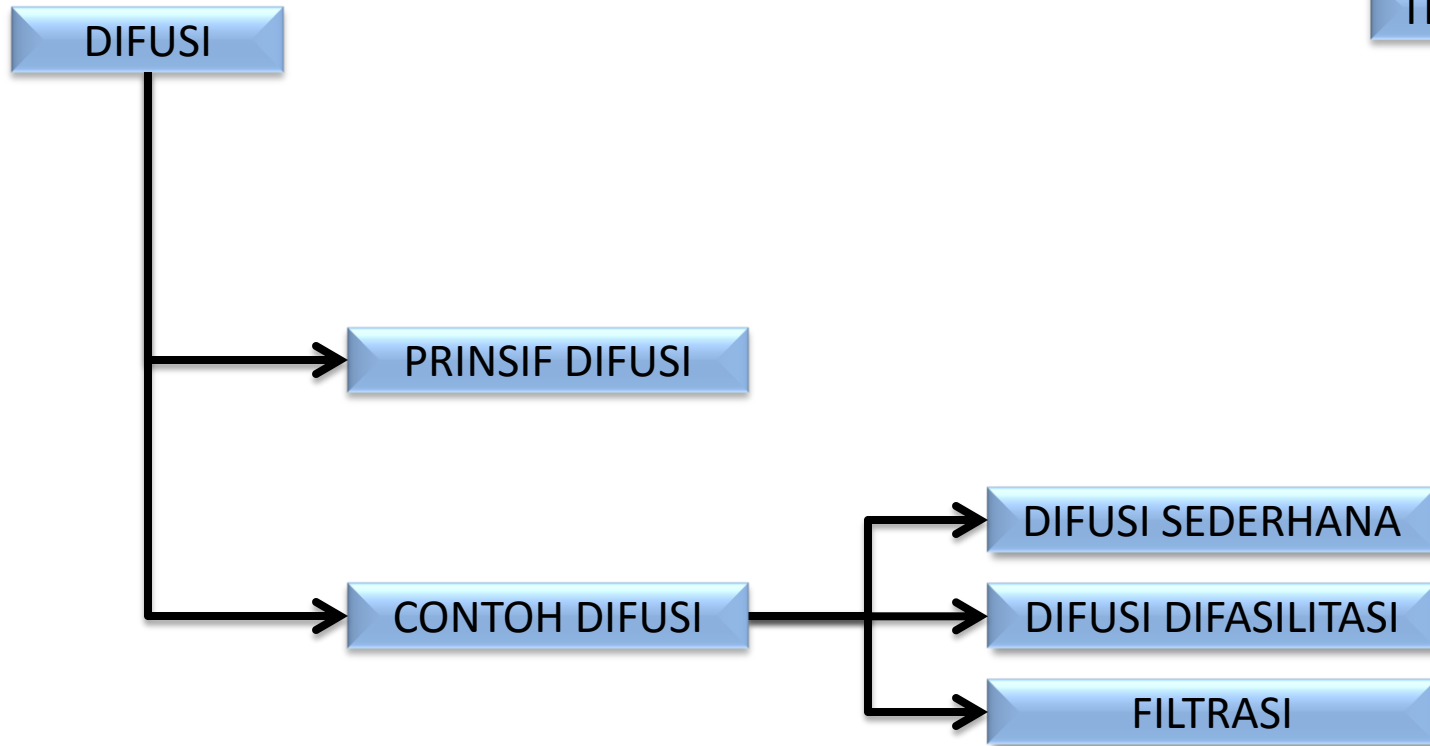 DIFUSI
PRINSIF DIFUSI
DIFUSI SEDERHANA
CONTOH DIFUSI
DIFUSI DIFASILITASI
FILTRASI